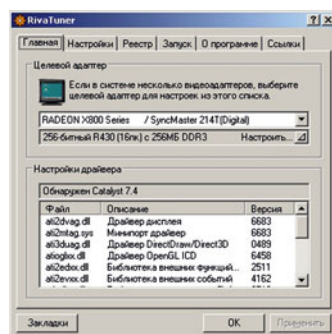 RivaTuner
Главная Настройки Реестр Запуск О программе Ссылки
Целевой адаптер
Если в системе несколько видеоадаптеров, выберите
целевой адаптер для настроек из этого списка.
RADEON X800 Series / SyncMaster 214T(Digital)
256-битный R430 (16пк) с 256МБ DDR3 Настроить...
Настройки драйвера
Обнаружен Catalyst 7.4
Файл Описание Версия
ati2dvag.dll Драйвер дисплея 6683
ati2mtag.sys Минипорт драйвер 6683
ati3duag.dll Драйвер DirectDraw/Direct3D 0489
atioglxx.dll Драйвер OpenGL ICD 6458
ati2edxx.dll Библиотека внешних функций... 2511
ati2evxx.dll Библиотека внешних событий 4162
Закладки OK Применить